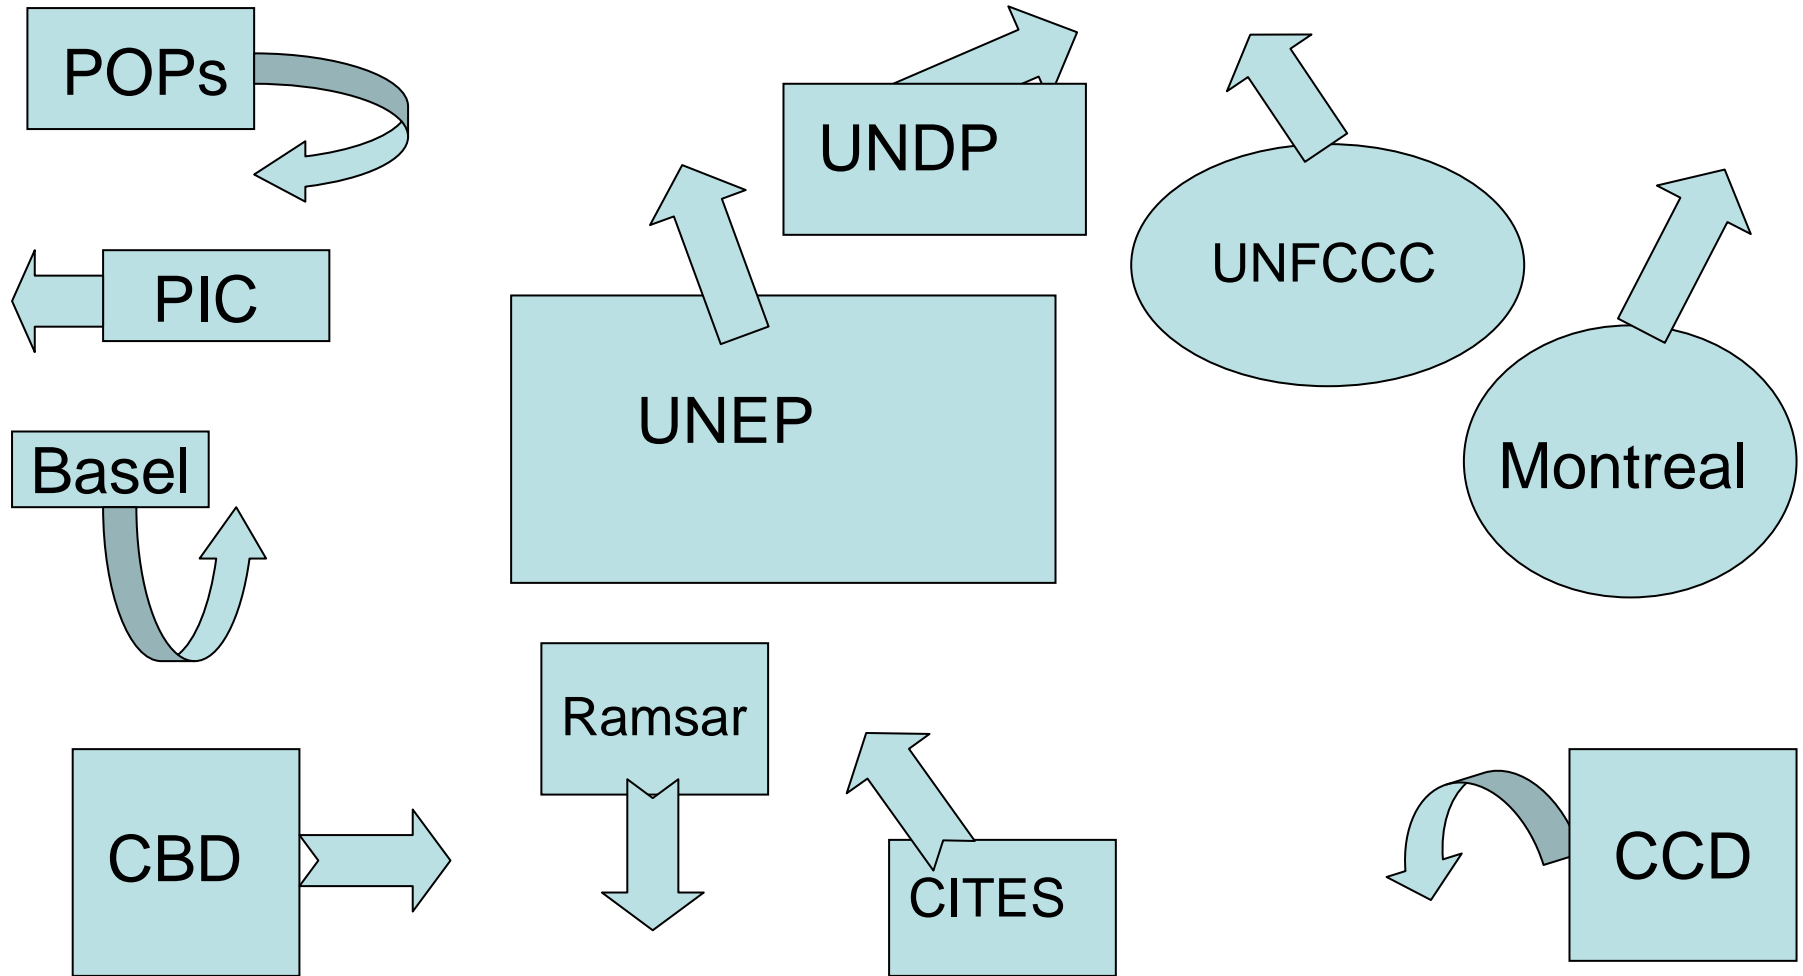 POPs
UNDP
UNFCCC
PIC
UNEP
Basel
Montreal
Ramsar
CBD
CITES
CCD